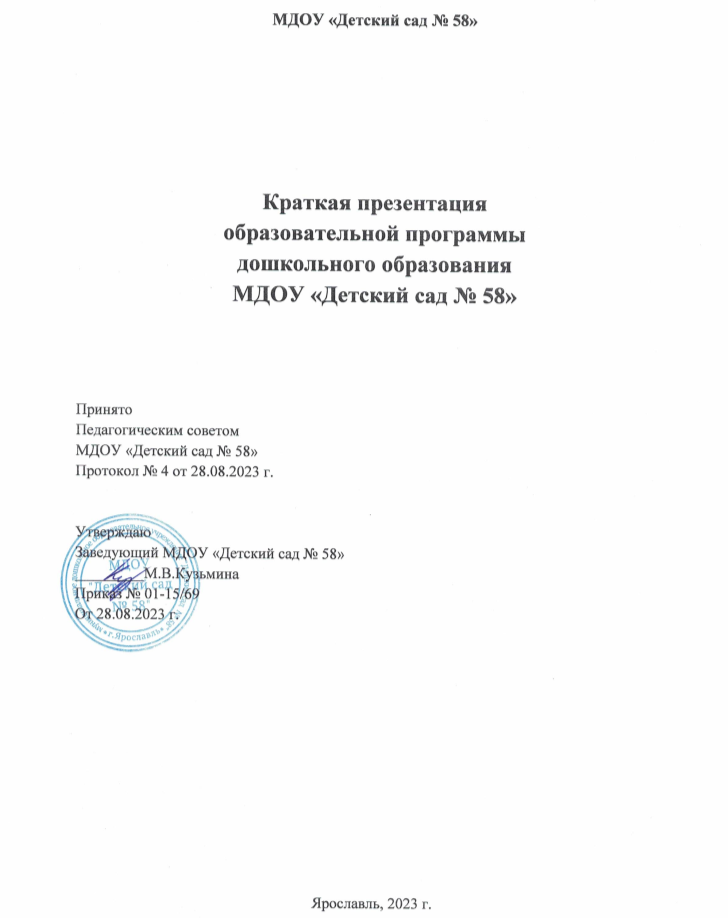 МДОУ «Детский сад № 58»
Краткая презентация
образовательной программы
дошкольного образования
МДОУ «Детский сад № 58»
Принято
Педагогическим советом
МДОУ «Детский сад № 58»
Протокол № 4 от 28.08.2023 г.
Утверждаю
Заведующий МДОУ «Детский сад № 58»
М.В.Кузьмина
Приказ № 01-15/69
От 28.08.2023 г.
МДОУ
"Детский сад
№ 58"
г.Ярославль
Ярославль, 2023 г.